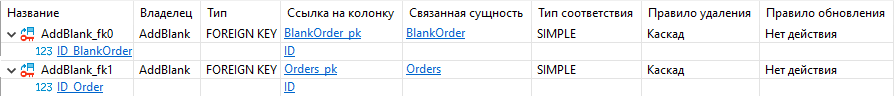 Название Владелец Тип Ссылка на колонку Связанная сущность Тип соответствия Правило удаления Правило обновления
AddBlank_fk0 AddBlank FOREIGN KEY BlankOrder_pk BlankOrder SIMPLE Каскад Нет действия
123 ID_BlankOrder ID
AddBlank_fk1 AddBlank FOREIGN KEY Orders_pk Orders SIMPLE Каскад Нет действия
123 ID_Order ID